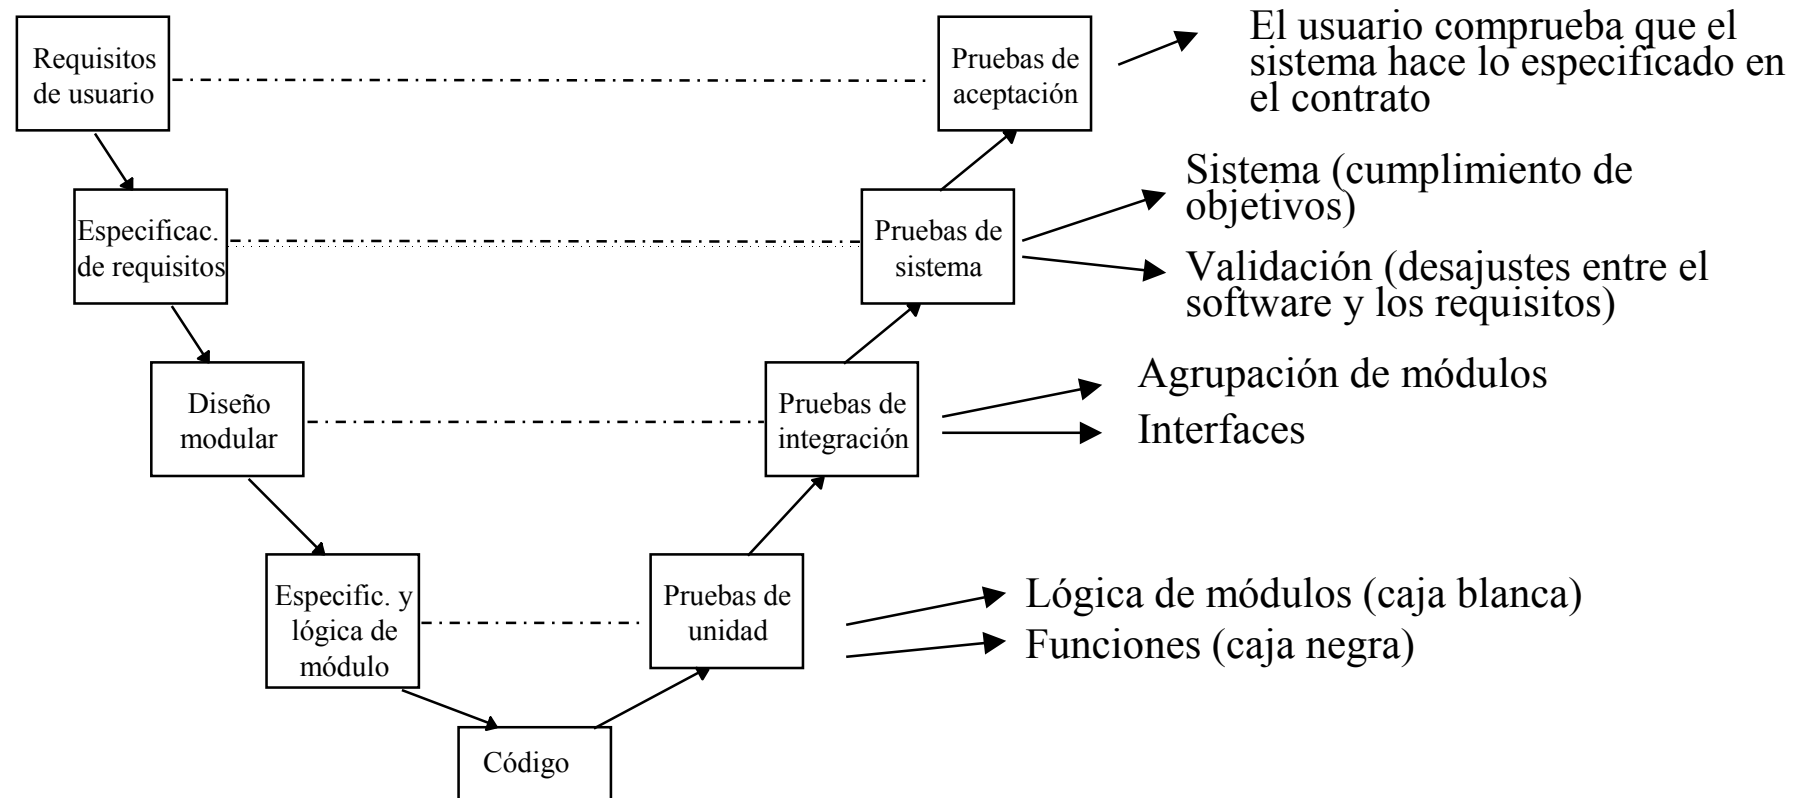 Requisitos
de usuario
Pruebas de
aceptación
El usuario comprueba que el
sistema hace lo especificado en
el contrato
Especificac.
de requisitos
Pruebas de
sistema
Sistema (cumplimiento de
objetivos)
Validación (desajustes entre el
software y los requisitos)
Diseño
modular
Pruebas de
integración
Agrupación de módulos
Interfaces
Especific. y
lógica de
módulo
Pruebas de
unidad
Lógica de módulos (caja blanca)
Funciones (caja negra)
Código